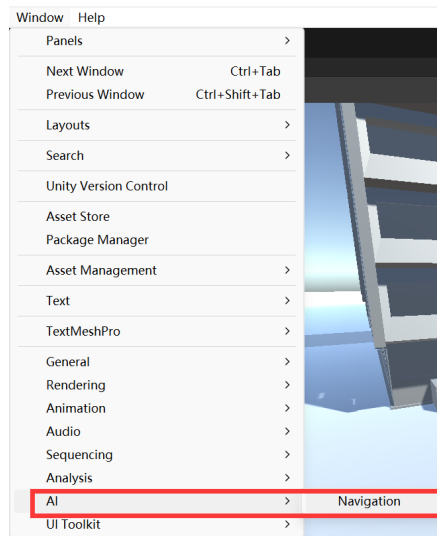 Window Help
Panels
Next Window Ctrl+Tab
Previous Window Ctrl+Shift+Tab
Layouts
Search
Unity Version Control
Asset Store
Package Manager
Asset Management
Text
TextMeshPro
General
Rendering
Animation
Audio
Sequencing
Analysis
AI Navigation
UI Toolkit